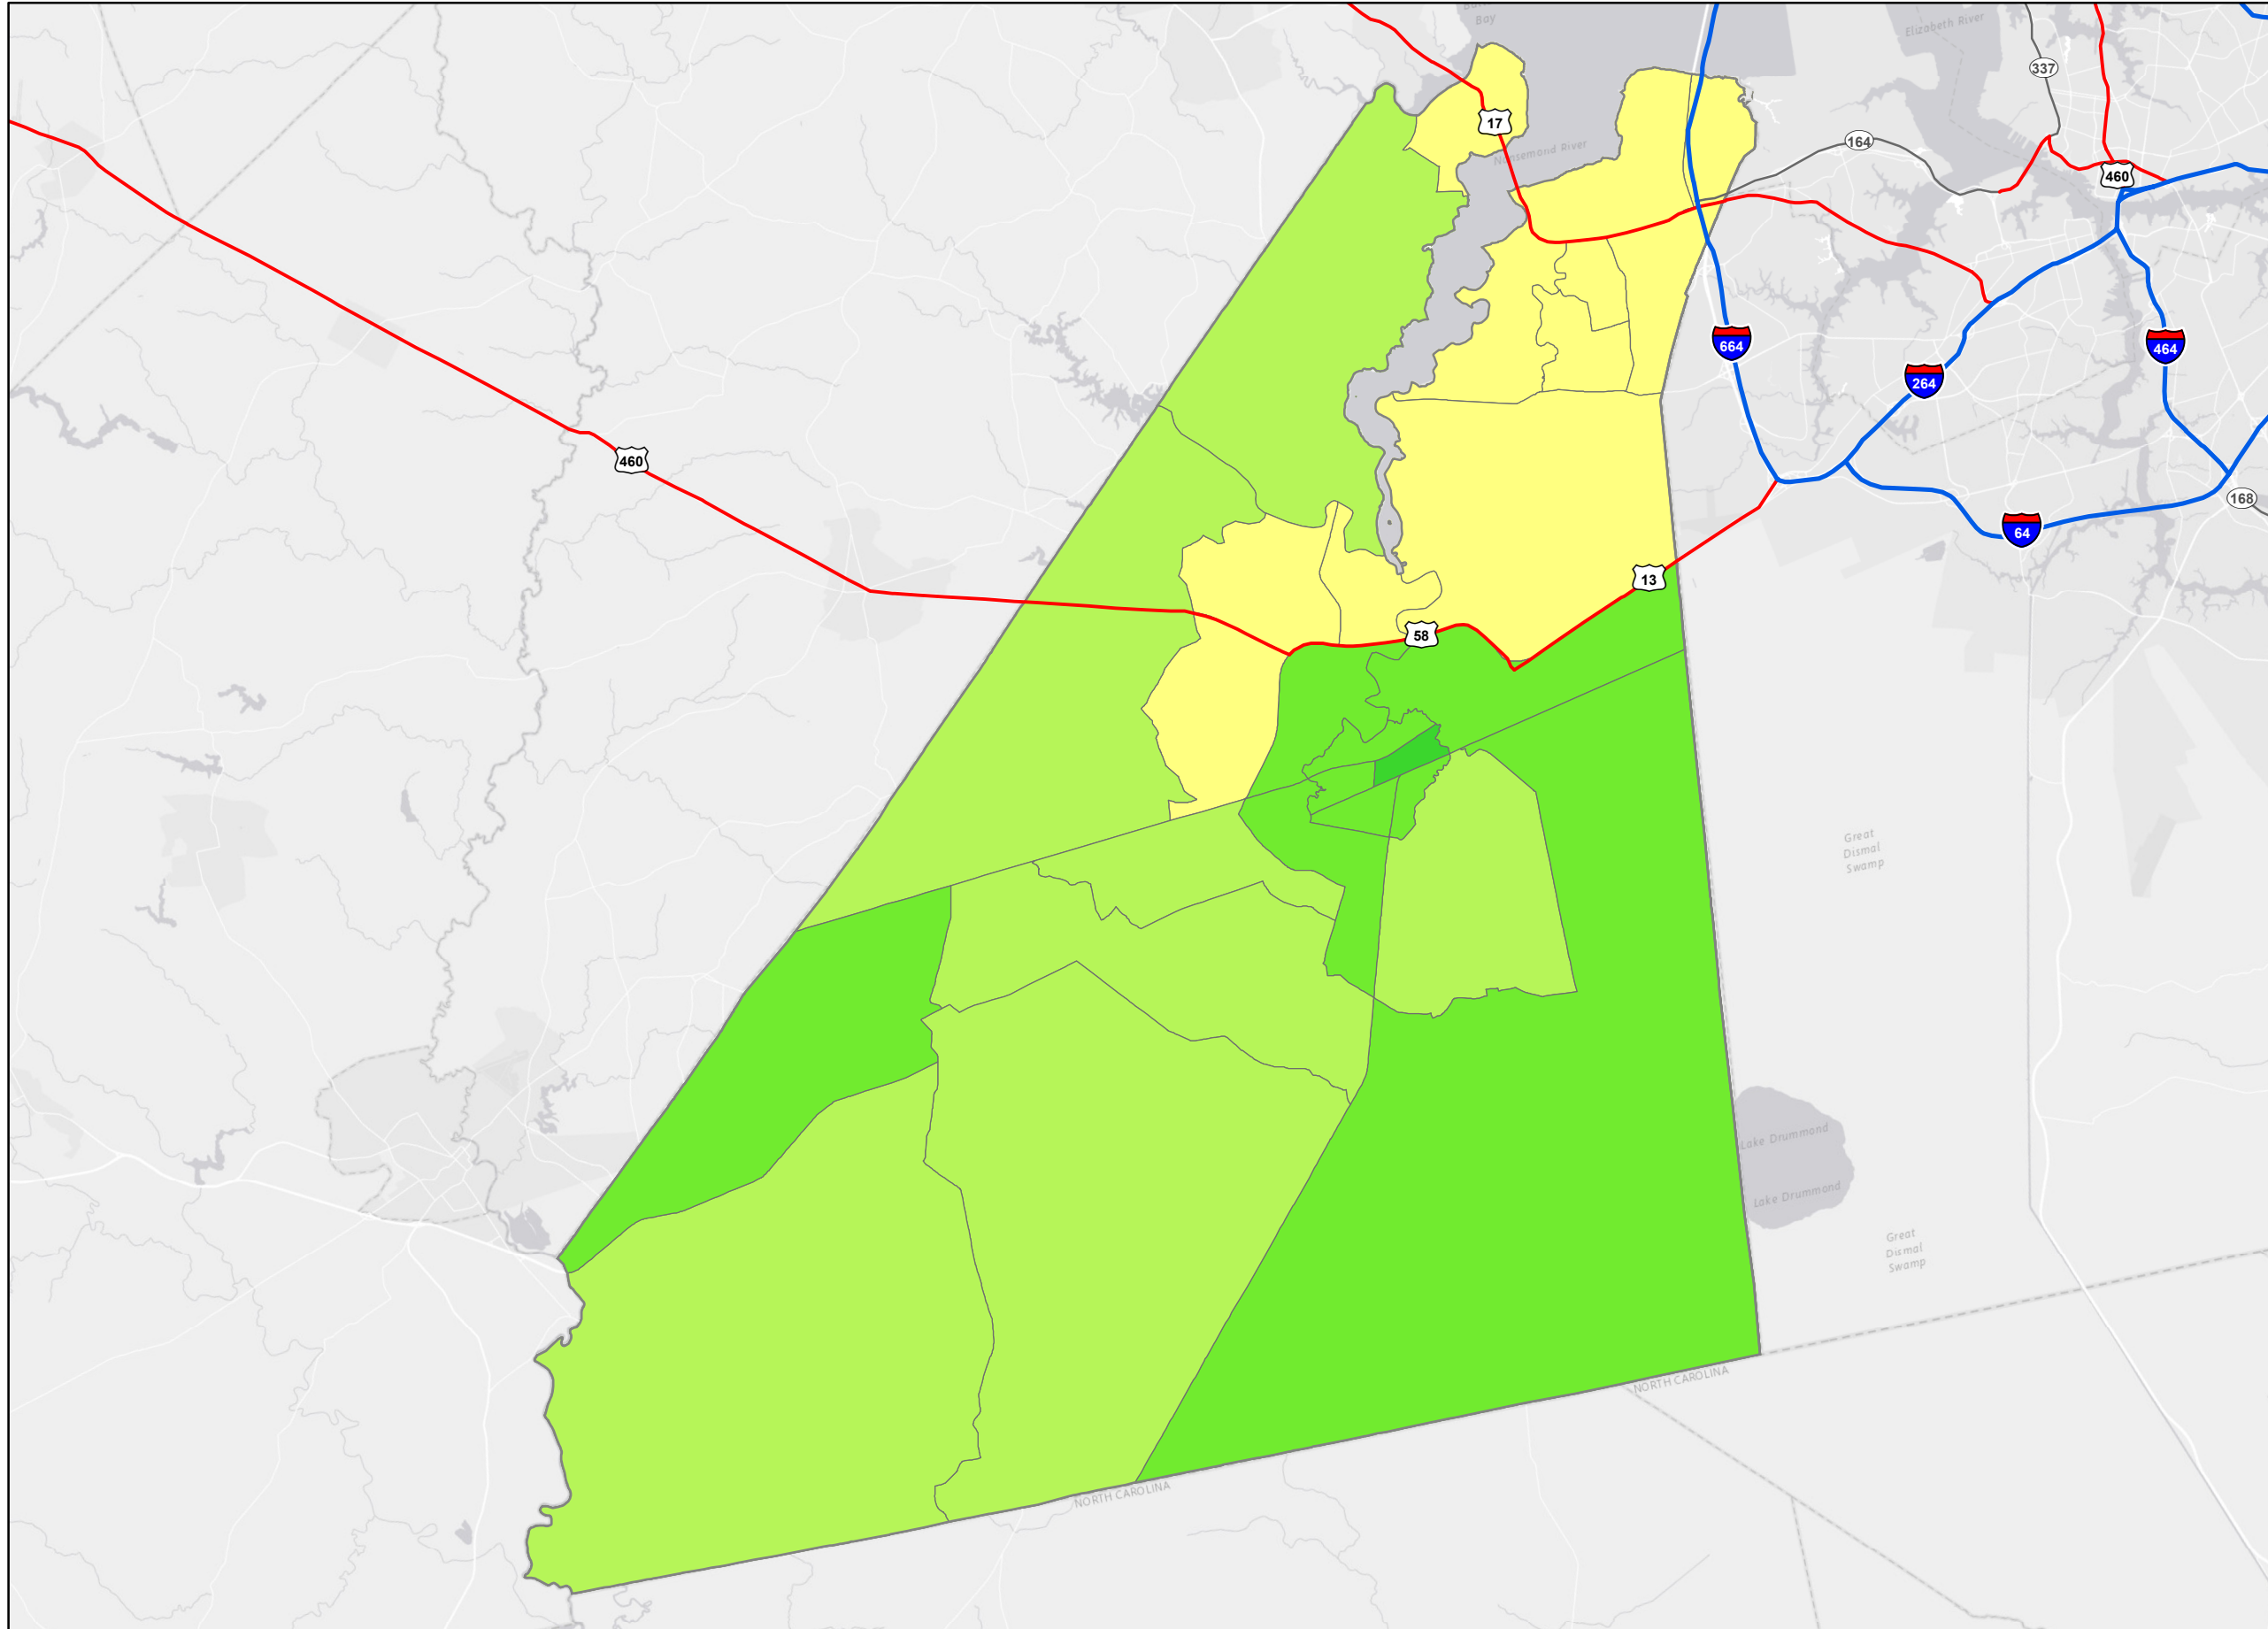 Bay
Elizabeth River
337
17
164
Nansemond River
460
664
464
264
460
168
64
13
58
Great
Dismal
Swamp
Lake Drummond
Lake Drummond
Great
Dismal
Swamp
NORTH CAROLINA
NORTH CAROLINA